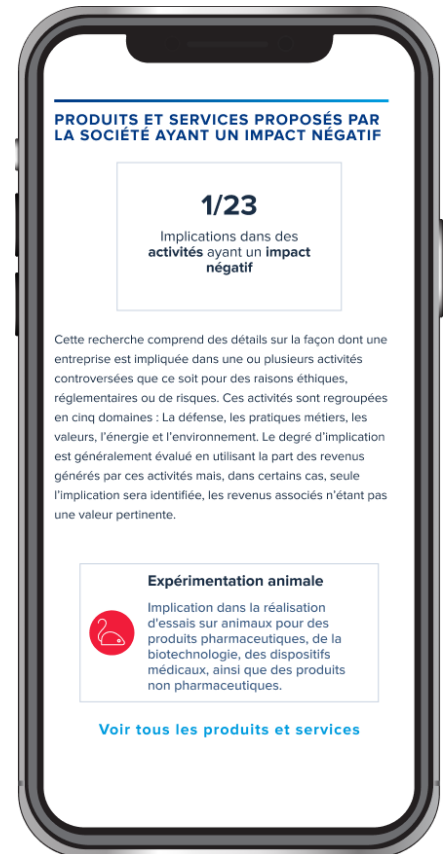 PRODUITS ET SERVICES PROPOSÉS PAR
LA SOCIÉTÉ AYANT UN IMPACT NÉGATIF
1/23
Implications dans des
activités ayant un impact
négatif
Cette recherche comprend des détails sur la façon dont une
entreprise est impliquée dans une ou plusieurs activités
controversées que ce soit pour des raisons éthiques,
réglementaires ou de risques. Ces activités sont regroupées
en cinq domaines : La défense, les pratiques métiers, les
valeurs, l'énergie et l'environnement. Le degré d'implication
est généralement évalué en utilisant la part des revenus
générés par ces activités mais, dans certains cas, seule
l'implication sera identifiée, les revenus associés n'étant pas
une valeur pertinente.
Expérimentation animale
Implication dans la réalisation
d'essais sur animaux pour des
produits pharmaceutiques, de la
biotechnologie, des dispositifs
médicaux, ainsi que des produits
non pharmaceutiques.
Voir tous les produits et services